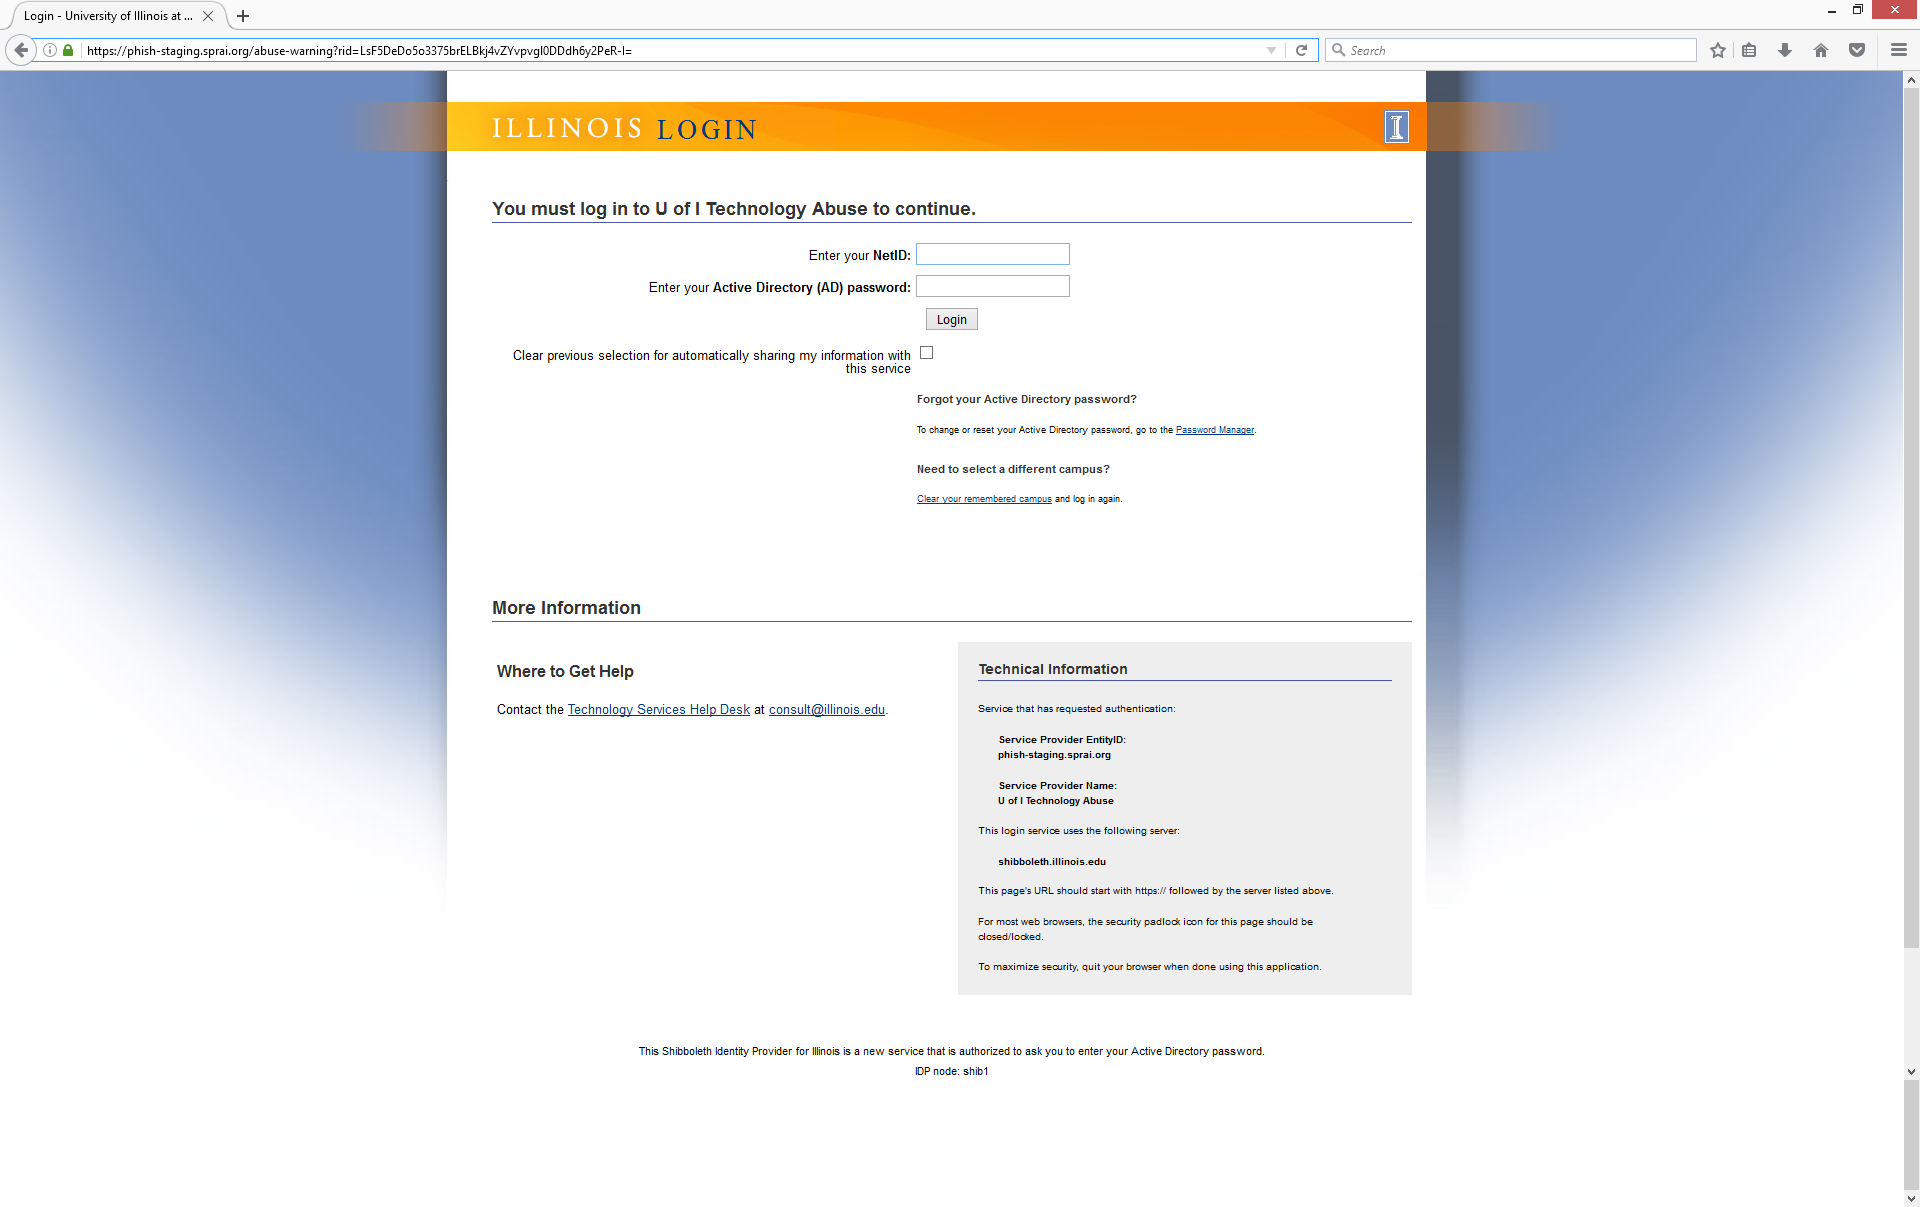 Login - University of Illinois at ...
https://phish-staging.sprai.org/abuse-warning?rid=LsF5DeDo5o3375brELBkj4vZYvpvgI0DDdh6y2PeR-I=
Search
ILLINOIS LOGIN
You must log in to U of I Technology Abuse to continue.
Enter your NetID:
Enter your Active Directory (AD) password:
Login
Clear previous selection for automatically sharing my information with
this service
Forgot your Active Directory password?
To change or reset your Active Directory password, go to the Password Manager.
Need to select a different campus?
Clear your remembered campus and log in again.
More Information
Where to Get Help
Contact the Technology Services Help Desk at consult@illinois.edu.
Technical Information
Service that has requested authentication:
Service Provider EntityID:
phish-staging.sprai.org
Service Provider Name:
U of I Technology Abuse
This login service uses the following server:
shibboleth.illinois.edu
This page's URL should start with https:// followed by the server listed above.
For most web browsers, the security padlock icon for this page should be
closed/locked.
To maximize security, quit your browser when done using this application.
This Shibboleth Identity Provider for Illinois is a new service that is authorized to ask you to enter your Active Directory password.
IDP node: shib1